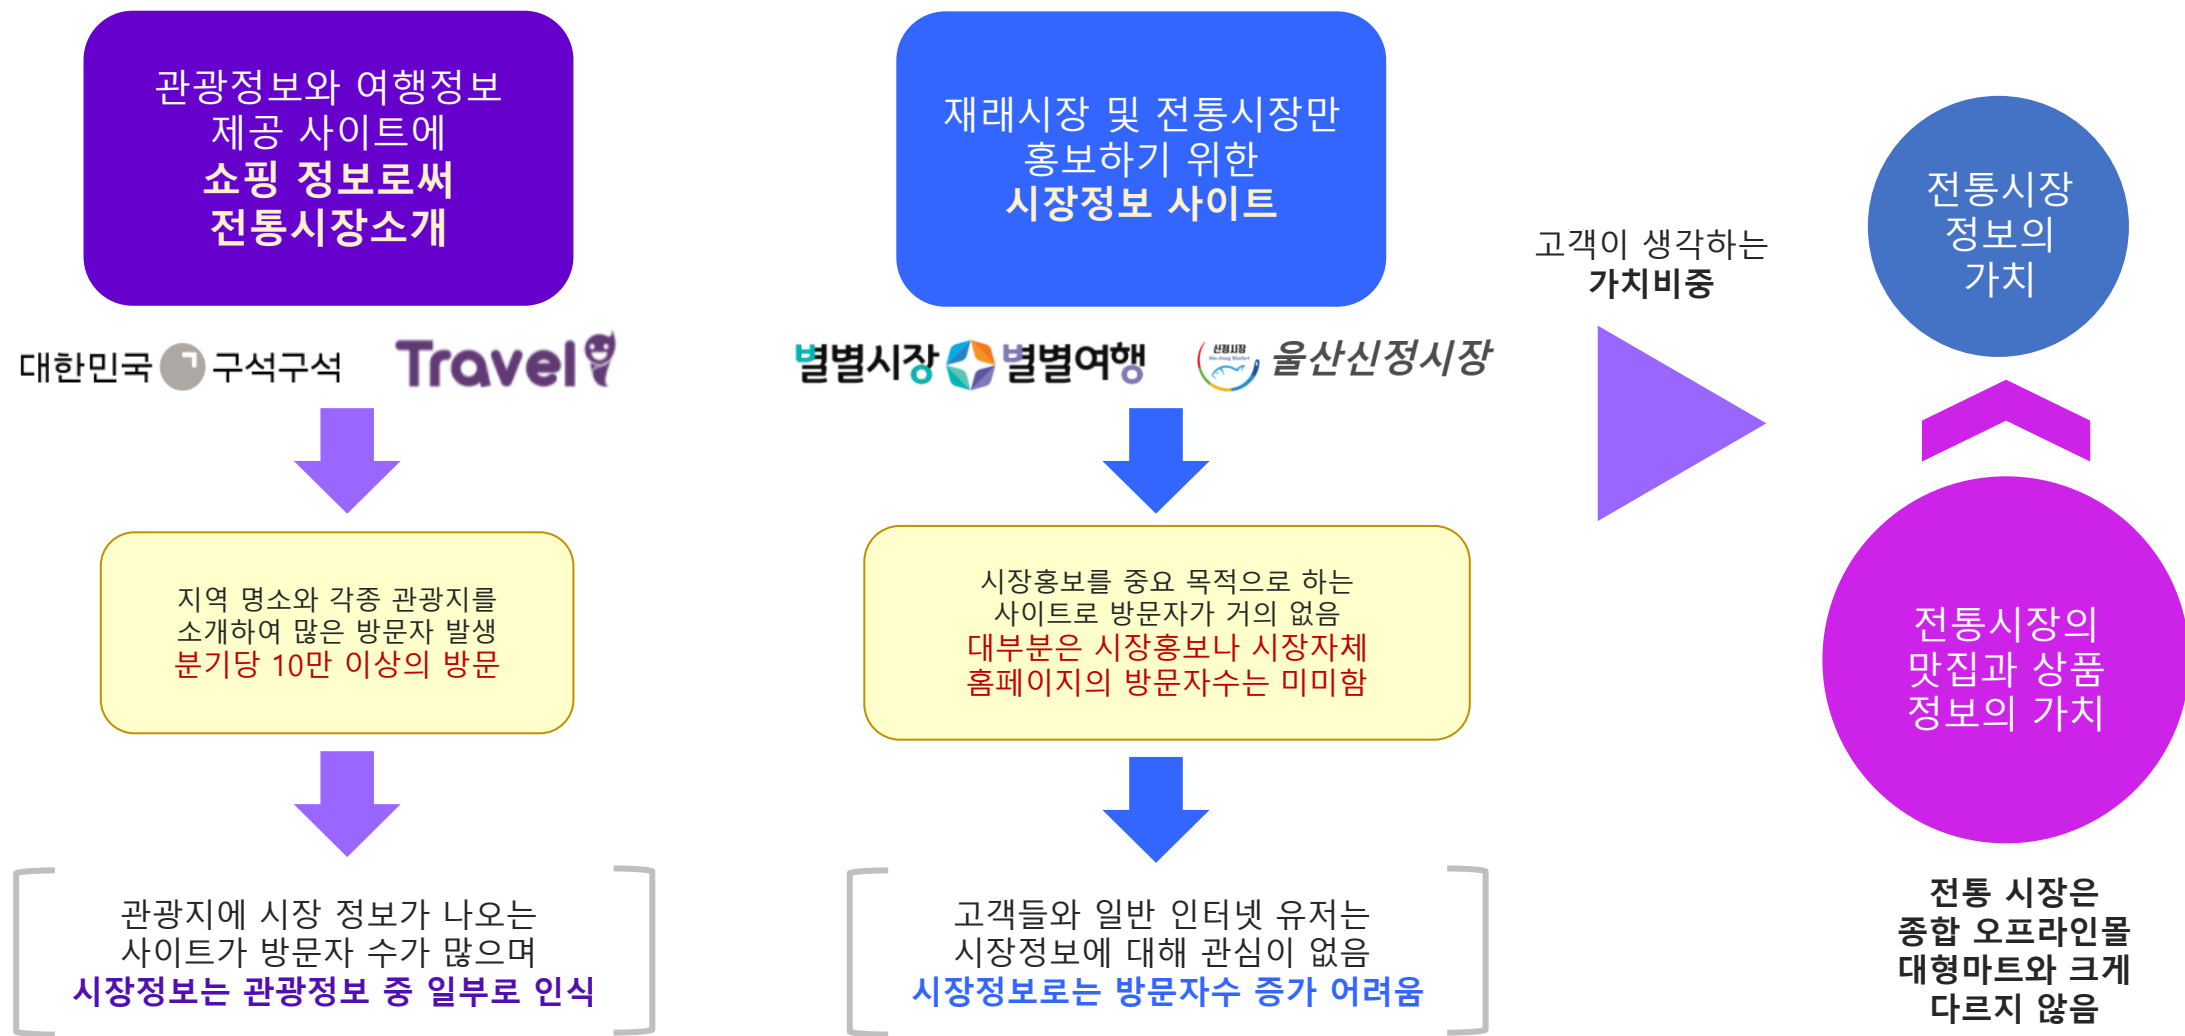 관광정보와 여행정보
제공 사이트에
쇼핑 정보로써
전통시장소개
대한민국 구석구석
Travel
지역 명소와 각종 관광지를
소개하여 많은 방문자 발생
분기당 10만 이상의 방문
관광지에 시장 정보가 나오는
사이트가 방문자 수가 많으며
시장정보는 관광정보 중 일부로 인식
재래시장 및 전통시장만
홍보하기 위한
시장정보 사이트
별별시장 별별여행
신정시장
울산신정시장
시장홍보를 중요 목적으로 하는
사이트로 방문자가 거의 없음
대부분은 시장홍보나 시장자체
홈페이지의 방문자수는 미미함
고객들와 일반 인터넷 유저는
시장정보에 대해 관심이 없음
시장정보로는 방문자수 증가 어려움
고객이 생각하는
가치비중
전통시장
정보의
가치
전통시장의
맛집과 상품
정보의 가치
전통 시장은
종합 오프라인몰
대형마트와 크게
다르지 않음